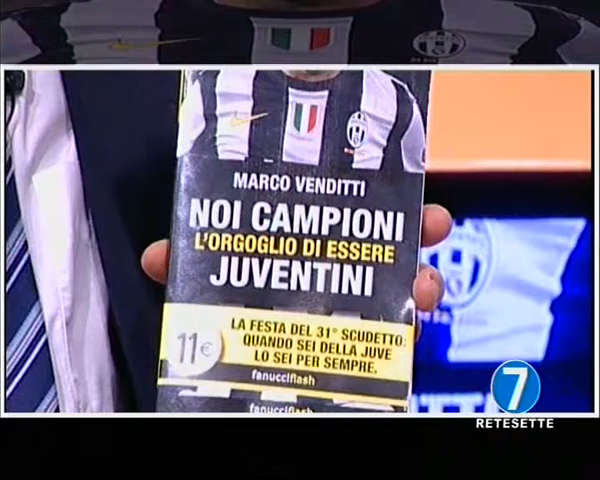 MARCO VENDITTI
NOI CAMPIONI
L'ORGOGLIO DI ESSERE
JUVENTINI
11€
LA FESTA DEL 31° SCUDETTO:
QUANDO SEI DELLA JUVE
LO SEI PER SEMPRE.
fanucciflash
fanucciflash
7
RETESETTE